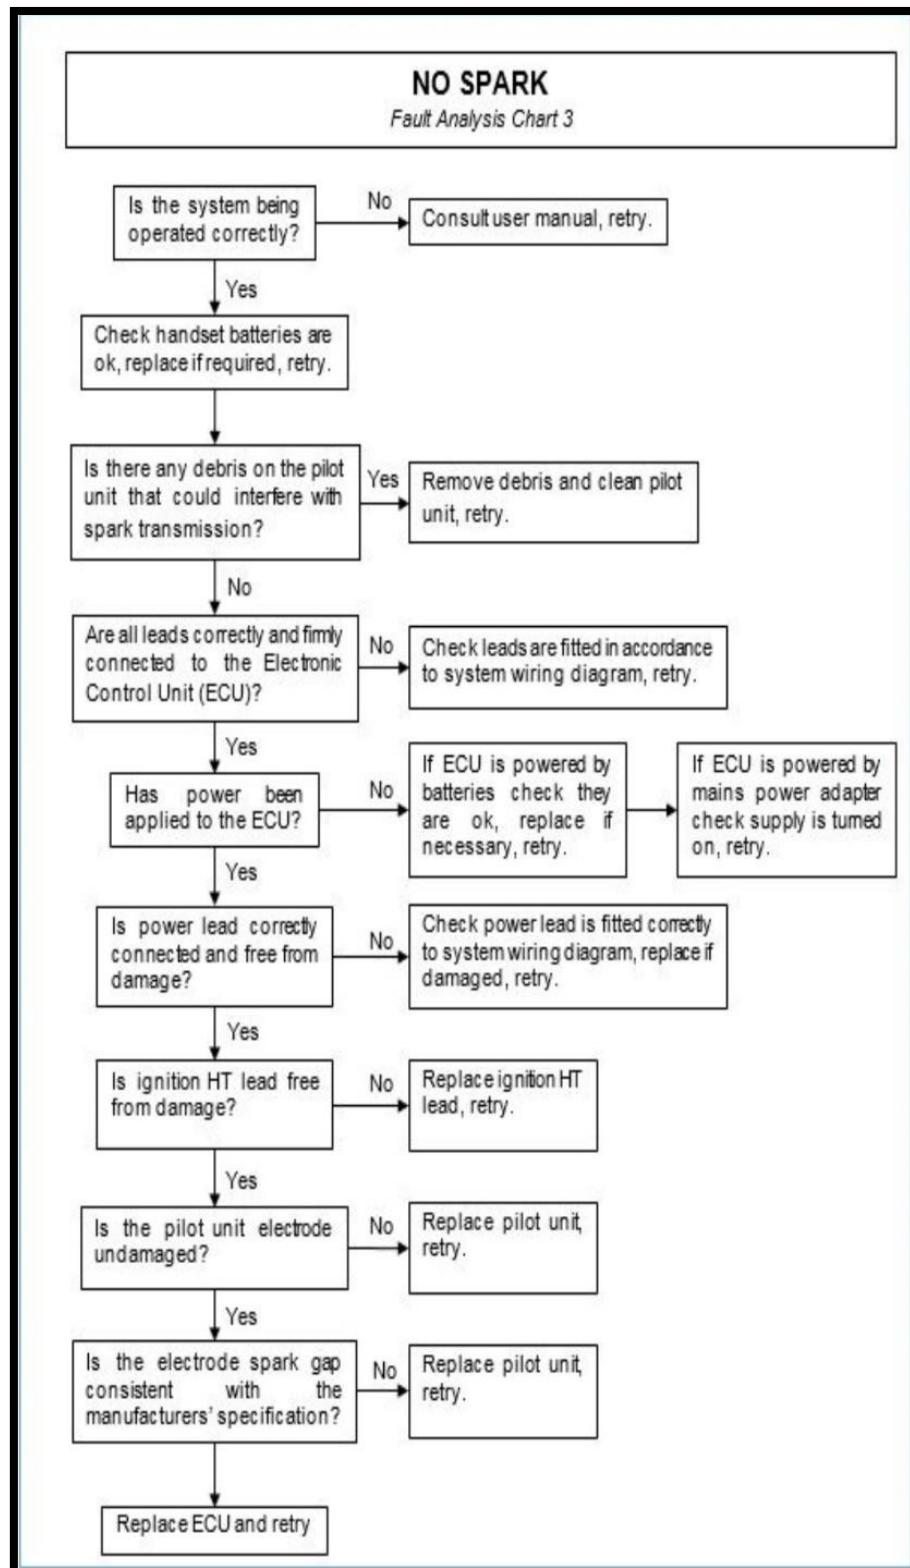 NO SPARK
Fault Analysis Chart 3
Is the system being
operated correctly?
No
Consult user manual, retry.
Yes
Check handset batteries are
ok, replace if required, retry.
Is there any debris on the pilot
unit that could interfere with
spark transmission?
Yes
Remove debris and clean pilot
unit, retry.
No
Are all leads correctly and firmly
connected to the Electronic
Control Unit (ECU)?
No
Check leads are fitted in accordance
to system wiring diagram, retry.
Yes
Has power been
applied to the ECU?
No
If ECU is powered by
batteries check they
are ok, replace if
necessary, retry.
If ECU is powered by
mains power adapter
check supply is turned
on, retry.
Yes
Is power lead correctly
connected and free from
damage?
No
Check power lead is fitted correctly
to system wiring diagram, replace if
damaged, retry.
Yes
Is ignition HT lead free
from damage?
No
Replace ignition HT
lead, retry.
Yes
Is the pilot unit electrode
undamaged?
No
Replace pilot unit,
retry.
Yes
Is the electrode spark gap
consistent with the
manufacturers' specification?
No
Replace pilot unit,
retry.
Replace ECU and retry